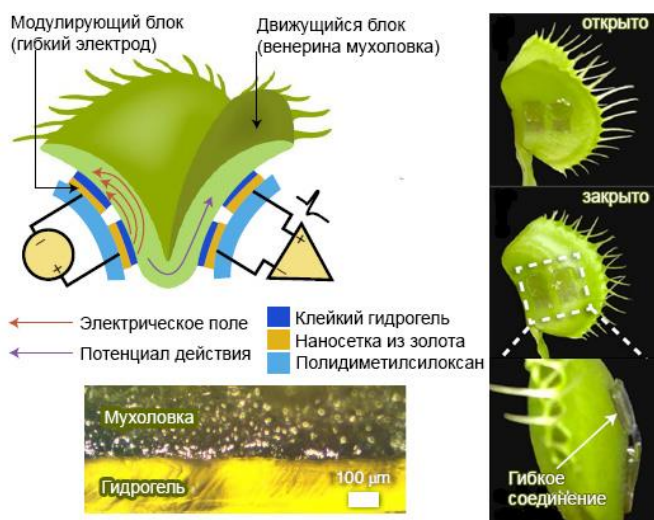 Модулирующий блок
(гибкий электрод)
Движущийся блок
(венерина мухоловка)
−
+
+
−
Электрическое поле
Потенциал действия
Клейкий гидрогель
Наносетка из золота
Полидиметилсилоксан
Мухоловка
Гидрогель
100 μm
открыто
закрыто
Гибкое
соединение